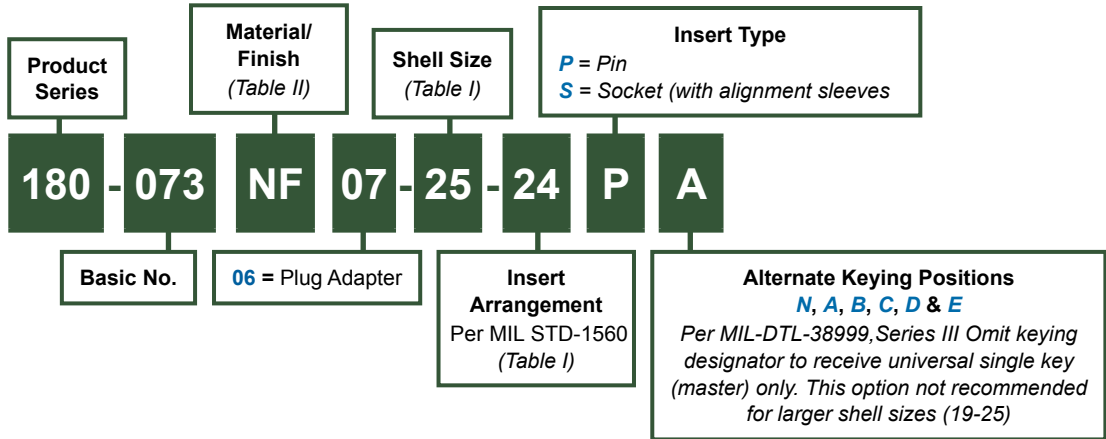 Product
Series
Material/
Finish
(Table II)
Shell Size
(Table I)
Insert Type
P = Pin
S = Socket (with alignment sleeves
180 - 073 NF 07 - 25 - 24 P A
Basic No.
06 = Plug Adapter
Insert
Arrangement
Per MIL STD-1560
(Table I)
Alternate Keying Positions
N, A, B, C, D & E
Per MIL-DTL-38999,Series III Omit keying
designator to receive universal single key
(master) only. This option not recommended
for larger shell sizes (19-25)